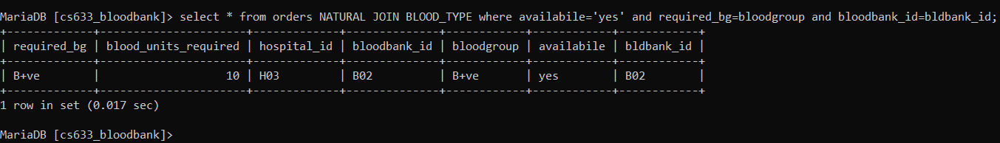 MariaDB [cs633_bloodbank]> select * from orders NATURAL JOIN BLOOD_TYPE where availabile='yes' and required_bg=bloodgroup and bloodbank_id=bldbank_id;
+-------------+----------------------+-------------+--------------+------------+------------+------------+
| required_bg | blood_units_required | hospital_id | bloodbank_id | bloodgroup | availabile | bldbank_id |
+-------------+----------------------+-------------+--------------+------------+------------+------------+
| B+ve        |                   10 | H03         | B02          | B+ve       | yes        | B02        |
+-------------+----------------------+-------------+--------------+------------+------------+------------+
1 row in set (0.017 sec)
MariaDB [cs633_bloodbank]>